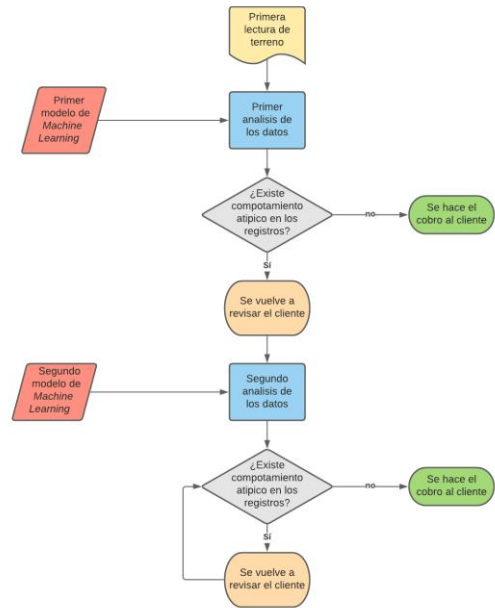 Primera
lectura de
terreno
Primer
modelo de
Machine
Learning
Primer
analisis de
los datos
¿Existe
compotamiento
atipico en los
registros?
no
Se hace el
cobro al cliente
Sí
Se vuelve a
revisar el cliente
Segundo
modelo de
Machine
Learning
Segundo
analisis de
los datos
¿Existe
compotamiento
atipico en los
registros?
no
Se hace el
cobro al cliente
Sí
Se vuelve a
revisar el cliente